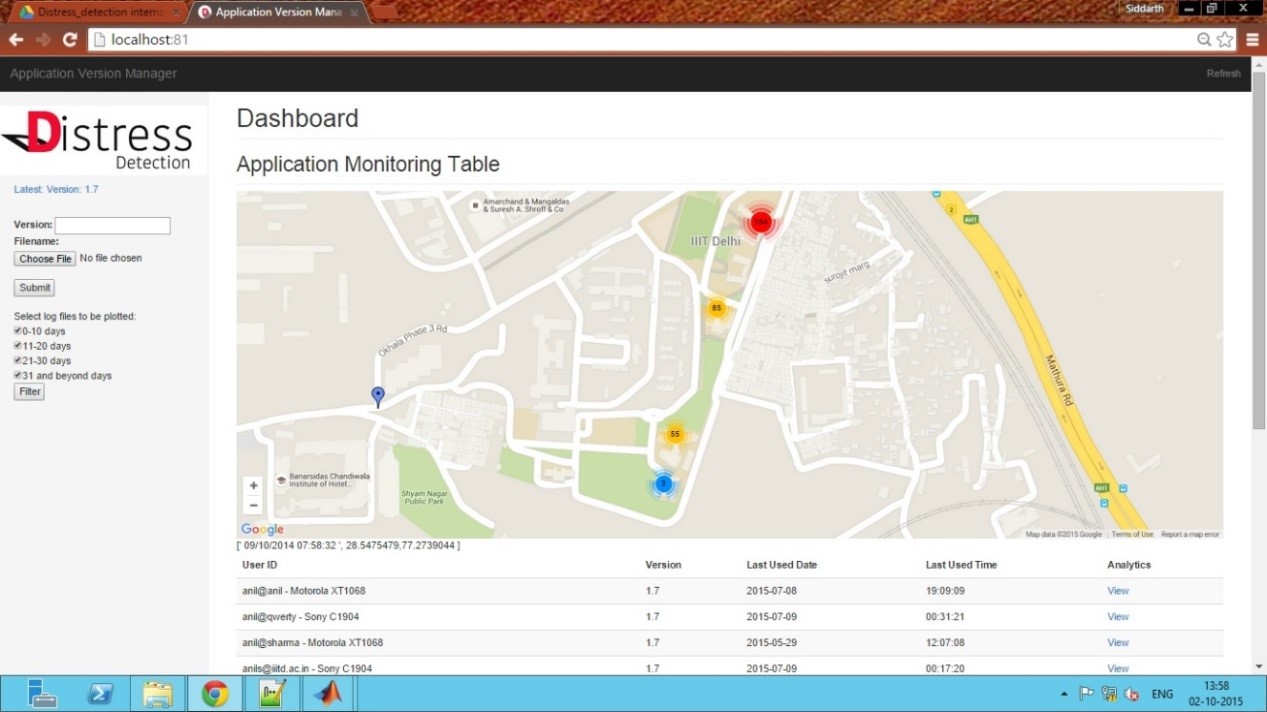 Distress_detection interns
Application Version Mana
Siddarth
localhost:81
Application Version Manager
Refresh
Distress
Detection
Latest: Version: 1.7
Version:
Filename:
Choose File No file chosen
Submit
Select log files to be plotted:
0-10 days
11-20 days
21-30 days
31 and beyond days
Filter
Dashboard
Application Monitoring Table
Amarchand & Mangaldas
& Suresh A. Shroff & Co
IIIT Delhi
surojit marg
85
Okhala Phase 3 Rd
Mathura Rd
2
AH1
55
Banarsidas Chandiwala
Institute of Hotel...
Shyam Nagar
Public Park
AH1
+
−
Google
Map data ©2015 Google
Terms of Use
Report a map error
[' 09/10/2014 07:58:32 ', 28.5475479,77.2739044 ]
User ID Version Last Used Date Last Used Time Analytics
anil@anil - Motorola XT1068 1.7 2015-07-08 19:09:09 View
anil@qwerty - Sony C1904 1.7 2015-07-09 00:31:21 View
anil@sharma - Motorola XT1068 1.7 2015-05-29 12:07:08 View
anils@iiitd.ac.in - Sony C1904 1.7 2015-07-09 00:17:20 View
ENG
13:58
02-10-2015